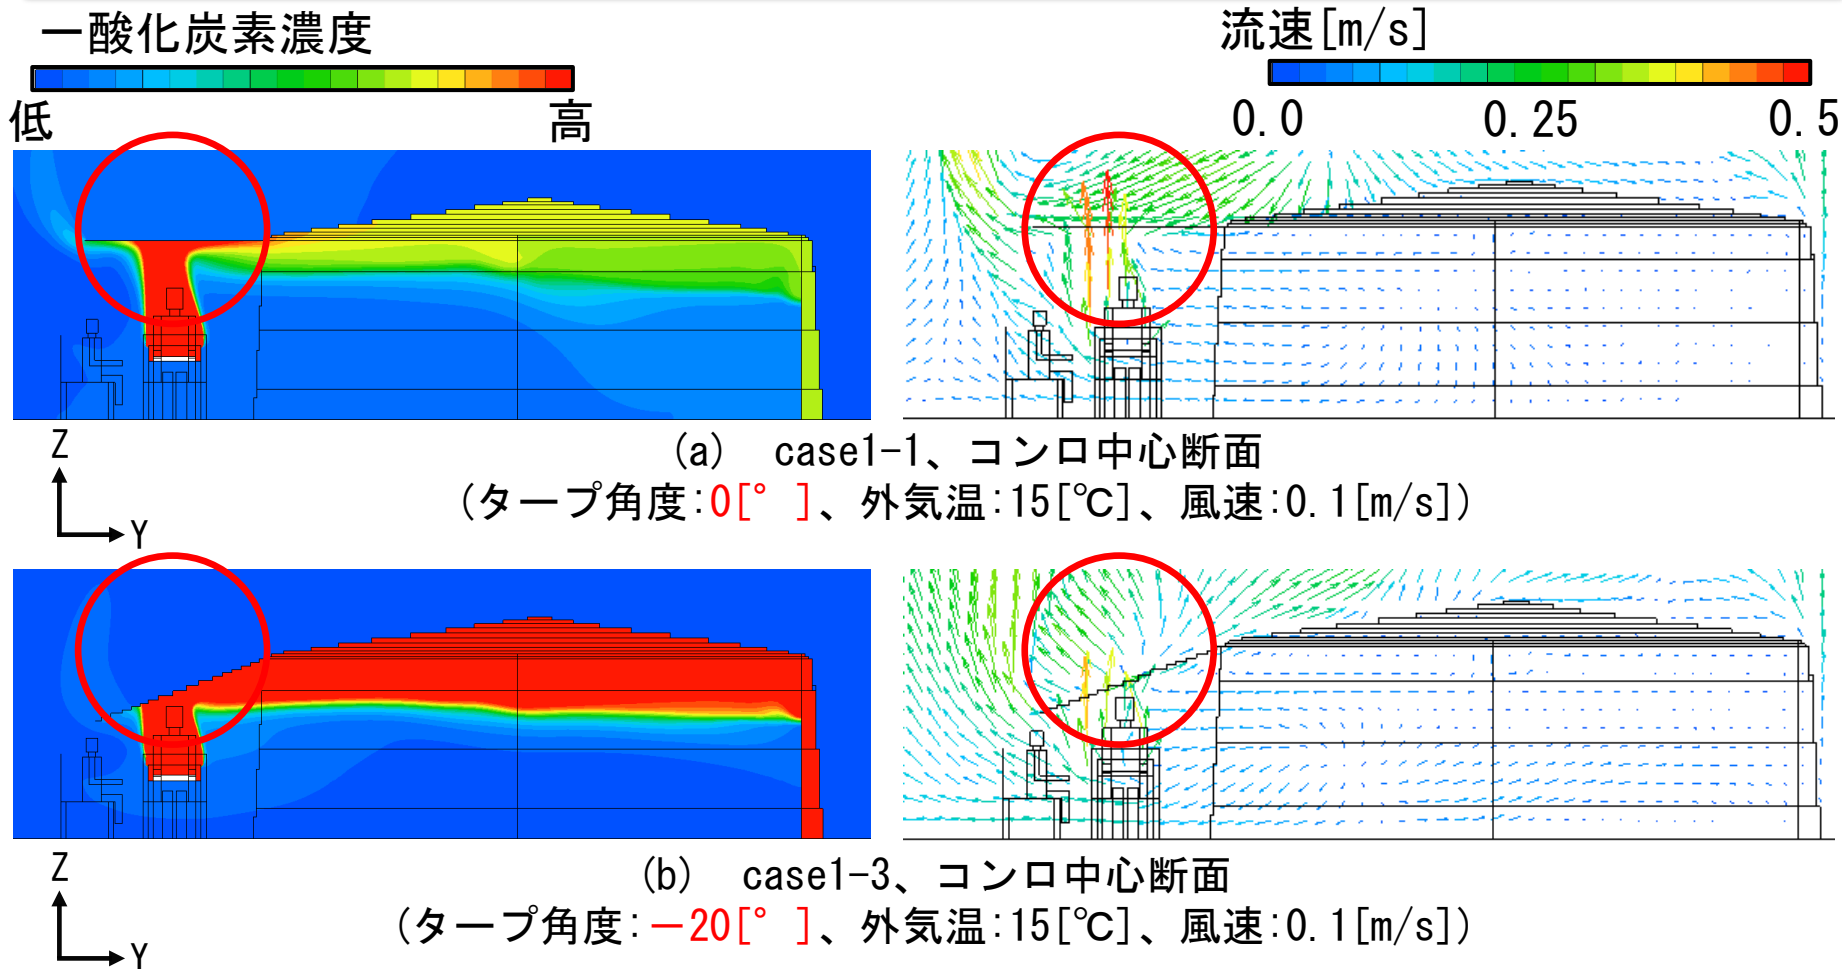 一酸化炭素濃度
低 高
流速[m/s]
0.0 0.25 0.5
Z
Y
(a) case1-1、コンロ中心断面
(タープ角度:0[° ]、外気温:15[℃]、風速:0.1[m/s])
Z
Y
(b) case1-3、コンロ中心断面
(タープ角度:－20[° ]、外気温:15[℃]、風速:0.1[m/s])